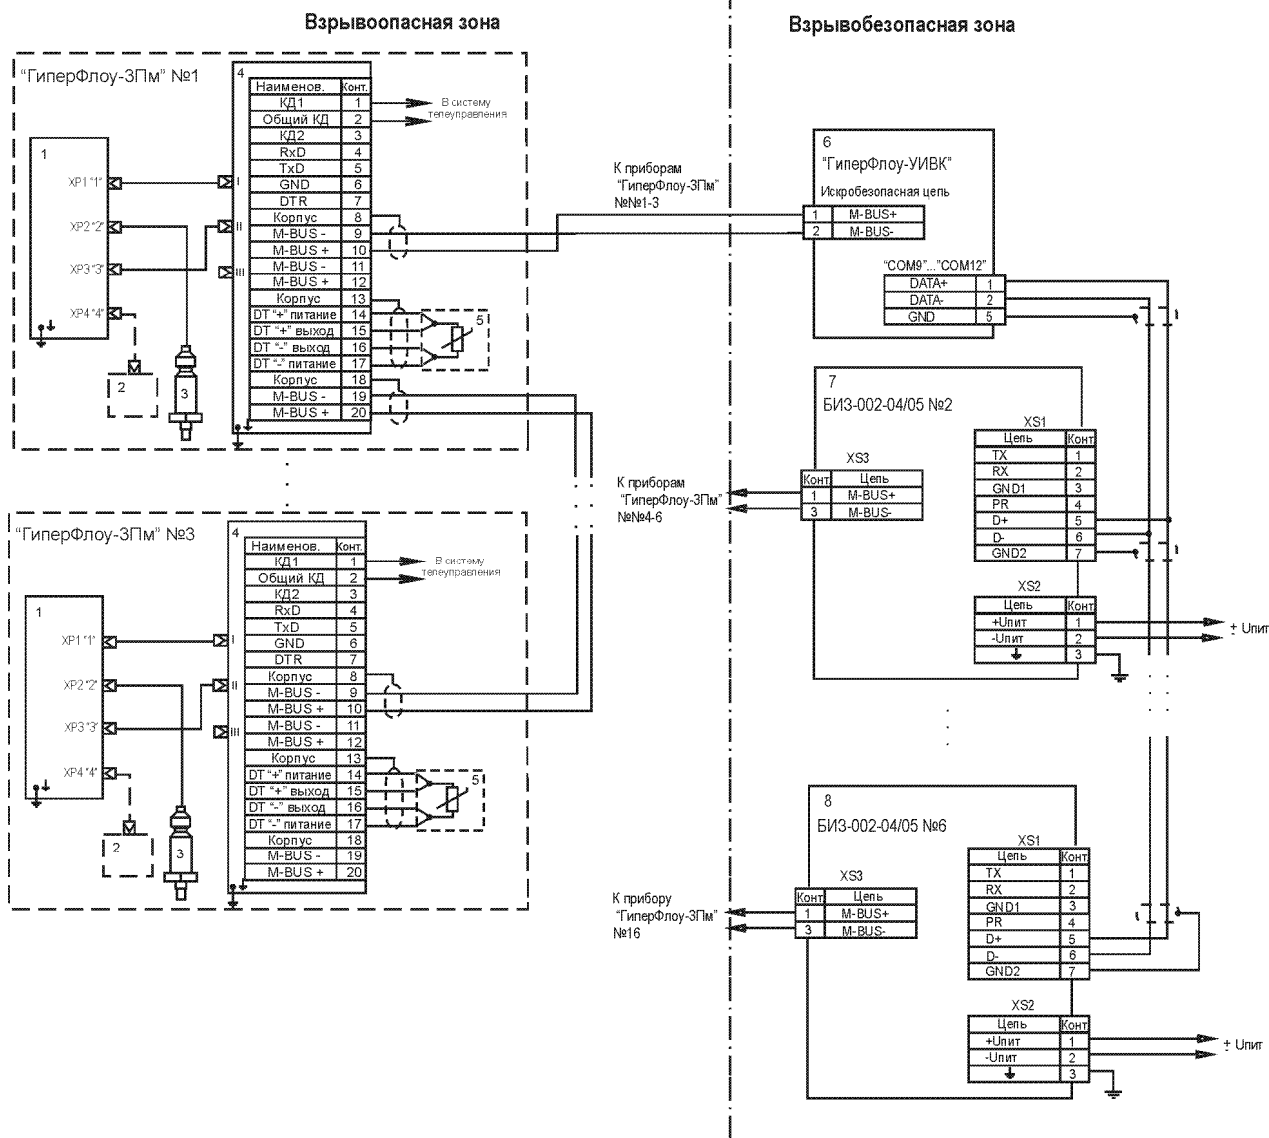 Взрывоопасная зона
Взрывобезопасная зона
“ГиперФлоу-3Пм” №1
1
XP1 "1"
XP2 "2"
XP3 "3"
XP4 "4"
2
3
4
Наименов. Конт.
КД1 1
Общий КД 2
КД2 3
RxD 4
TxD 5
GND 6
DTR 7
Корпус 8
M-BUS - 9
M-BUS + 10
M-BUS - 11
M-BUS + 12
Корпус 13
DT “+” питание 14
DT “+” выход 15
DT “-” выход 16
DT “-” питание 17
Корпус 18
M-BUS - 19
M-BUS + 20
I
II
III
В систему
телеуправления
5
К приборам
“ГиперФлоу-3Пм”
№№1-3
6
“ГиперФлоу-УИВК”
Искробезопасная цепь
1 M-BUS+
2 M-BUS-
“COM9”...“COM12”
DATA+ 1
DATA- 2
GND 5
7
БИЗ-002-04/05 №2
XS3
Конт Цепь
1 M-BUS+
3 M-BUS-
К приборам
“ГиперФлоу-3Пм”
№№4-6
XS1
Цепь Конт
TX 1
RX 2
GND1 3
PR 4
D+ 5
D- 6
GND2 7
XS2
Цепь Конт
+Uпит 1
-Uпит 2
3
± Uпит
“ГиперФлоу-3Пм” №3
1
XP1 "1"
XP2 "2"
XP3 "3"
XP4 "4"
2
3
4
Наименов. Конт.
КД1 1
Общий КД 2
КД2 3
RxD 4
TxD 5
GND 6
DTR 7
Корпус 8
M-BUS - 9
M-BUS + 10
M-BUS - 11
M-BUS + 12
Корпус 13
DT “+” питание 14
DT “+” выход 15
DT “-” выход 16
DT “-” питание 17
Корпус 18
M-BUS - 19
M-BUS + 20
I
II
III
В систему
телеуправления
5
8
БИЗ-002-04/05 №6
XS3
Конт Цепь
1 M-BUS+
3 M-BUS-
К прибору
“ГиперФлоу-3Пм”
№16
XS1
Цепь Конт
TX 1
RX 2
GND1 3
PR 4
D+ 5
D- 6
GND2 7
XS2
Цепь Конт
+Uпит 1
-Uпит 2
3
± Uпит